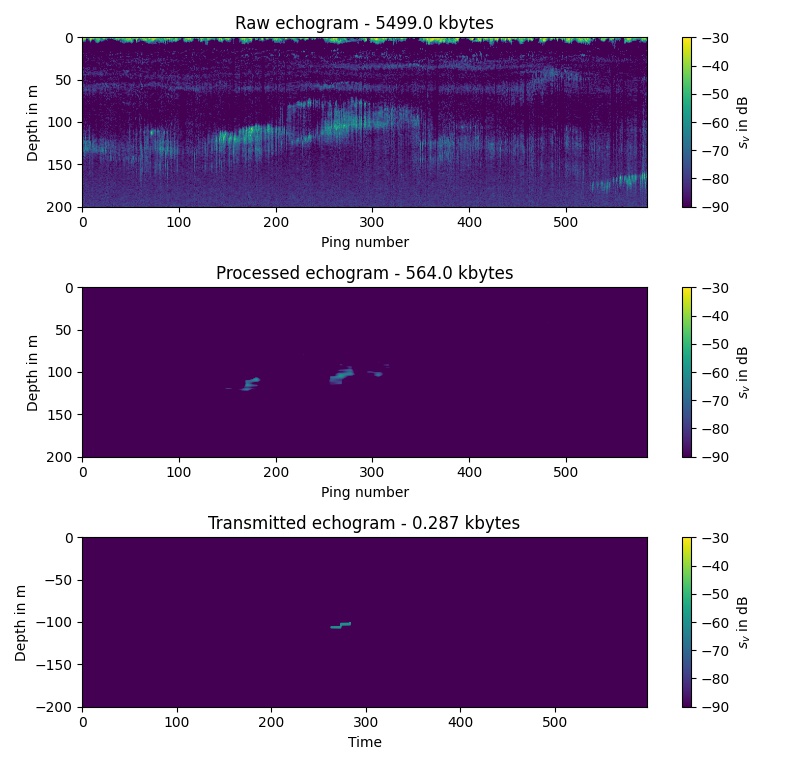 Raw echogram - 5499.0 kbytes
0
50
100
150
200
Depth in m
0 100 200 300 400 500
Ping number
−30
−40
−50
−60
−70
−80
−90
sv in dB
Processed echogram - 564.0 kbytes
0
50
100
150
200
Depth in m
0 100 200 300 400 500
Ping number
−30
−40
−50
−60
−70
−80
−90
sv in dB
Transmitted echogram - 0.287 kbytes
0
−50
−100
−150
−200
Depth in m
0 100 200 300 400 500
Time
−30
−40
−50
−60
−70
−80
−90
sv in dB